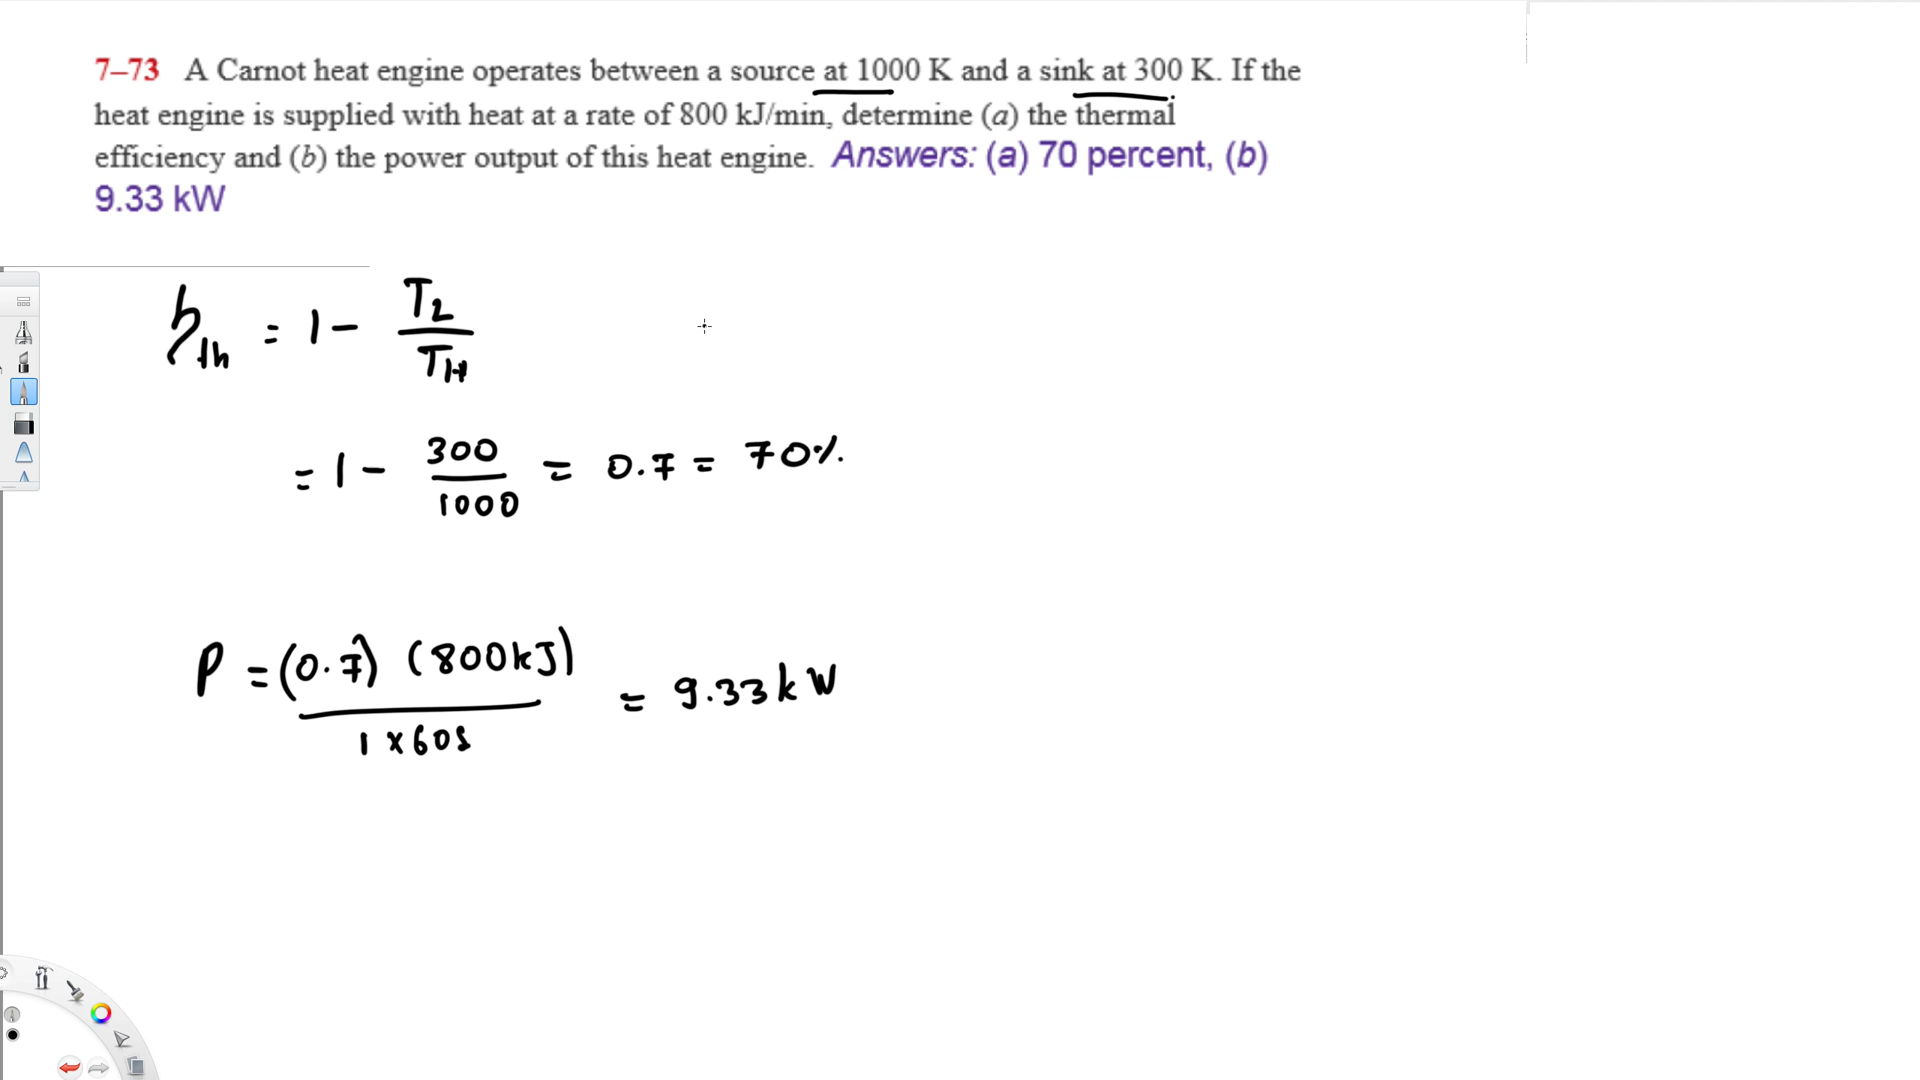 7–73 A Carnot heat engine operates between a source at 1000 K and a sink at 300 K. If the
heat engine is supplied with heat at a rate of 800 kJ/min, determine (a) the thermal
efficiency and (b) the power output of this heat engine. Answers: (a) 70 percent, (b)
9.33 kW
η_th = 1 - T_L / T_H
= 1 - 300 / 1000 = 0.7 = 70%
P = (0.7) (800kJ) / 1 x 60s = 9.33 kW